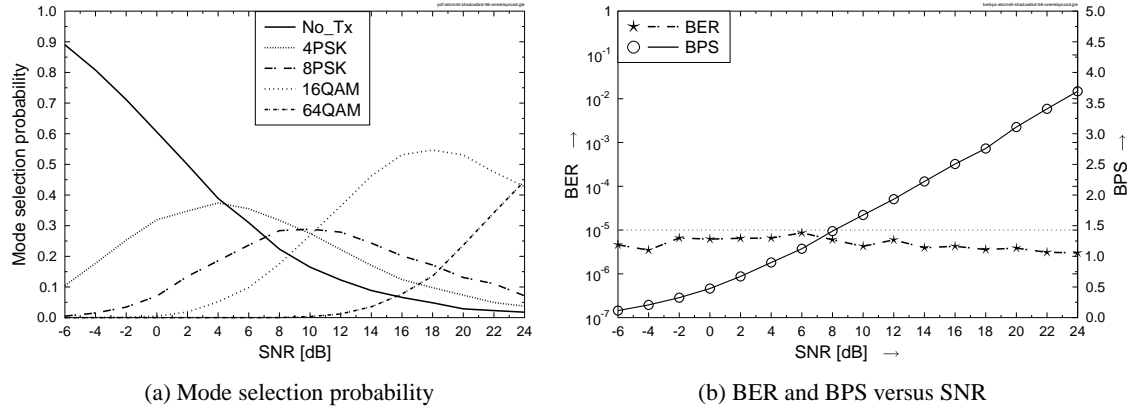 pdf-attcmbt-shadowfast-btt-onerelaynosd.gle
No_Tx
4PSK
8PSK
16QAM
64QAM
1.0
0.9
0.8
0.7
0.6
0.5
0.4
0.3
0.2
0.1
0.0
Mode selection probability
-6 -4 -2 0 2 4 6 8 10 12 14 16 18 20 22 24
SNR [dB]
(a) Mode selection probability
BER
BPS
1
10-1
10-2
10-3
10-4
10-5
10-6
10-7
BER →
5.0
4.5
4.0
3.5
3.0
2.5
2.0
1.5
1.0
0.5
0.0
BPS →
-6 -4 -2 0 2 4 6 8 10 12 14 16 18 20 22 24
SNR [dB] →
(b) BER and BPS versus SNR